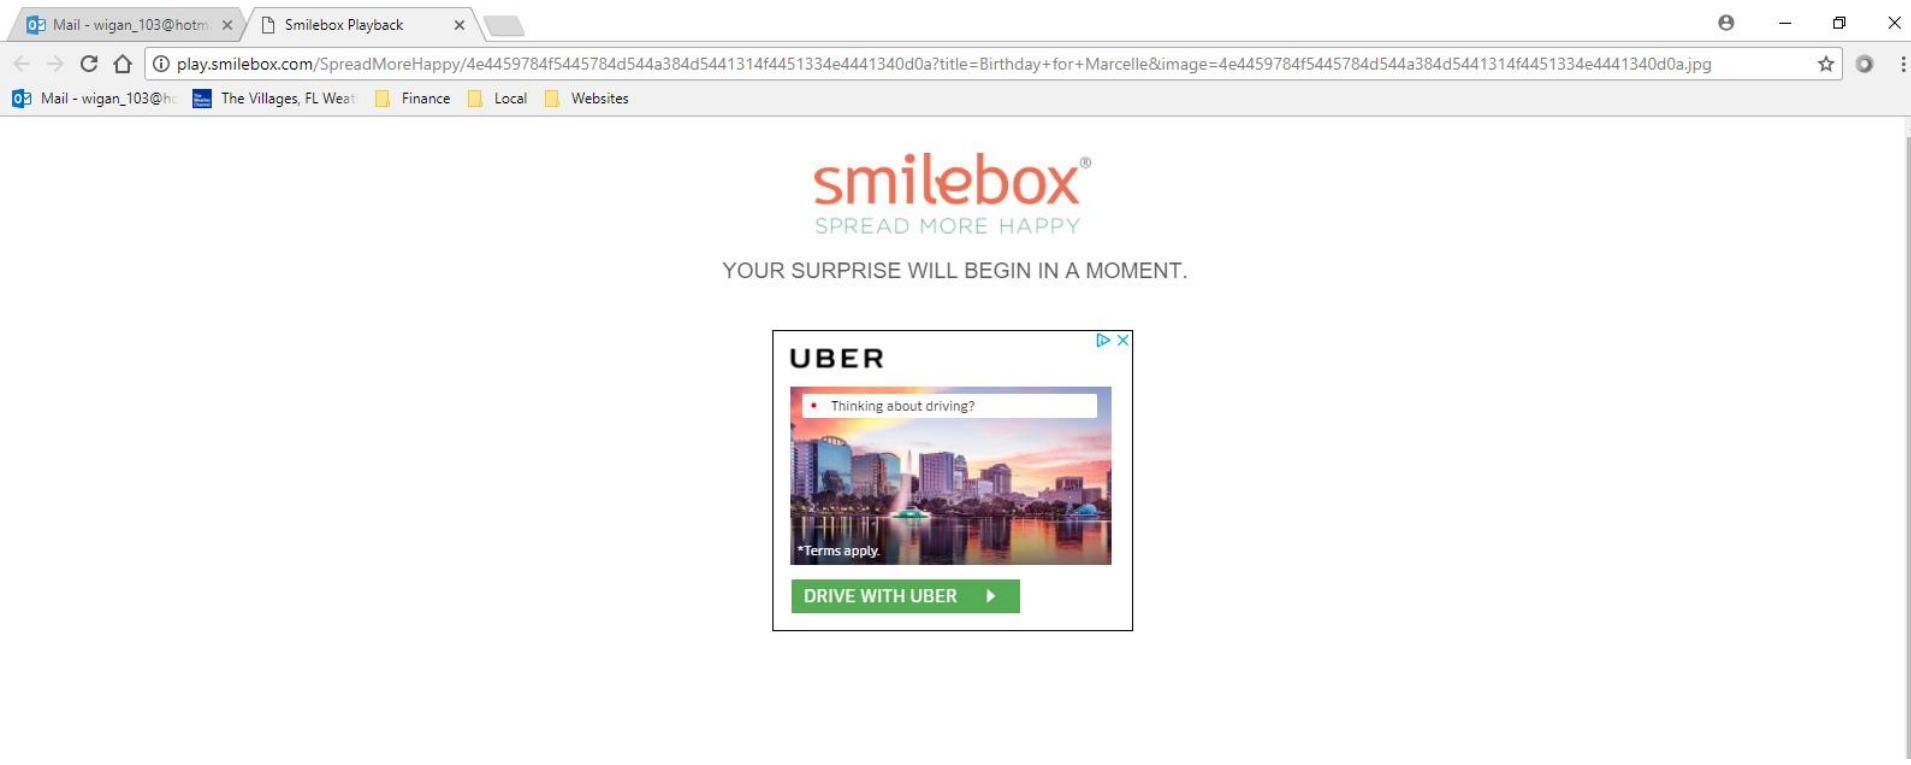 Mail - wigan_103@hotm
Smilebox Playback
play.smilebox.com/SpreadMoreHappy/4e4459784f5445784d544a384d5441314f4451334e4441340d0a?title=Birthday+for+Marcelle&image=4e4459784f5445784d544a384d5441314f4451334e4441340d0a.jpg
Mail - wigan_103@hc The Villages, FL Weat Finance Local Websites
smilebox®
SPREAD MORE HAPPY
YOUR SURPRISE WILL BEGIN IN A MOMENT.
UBER
• Thinking about driving?
*Terms apply.
DRIVE WITH UBER